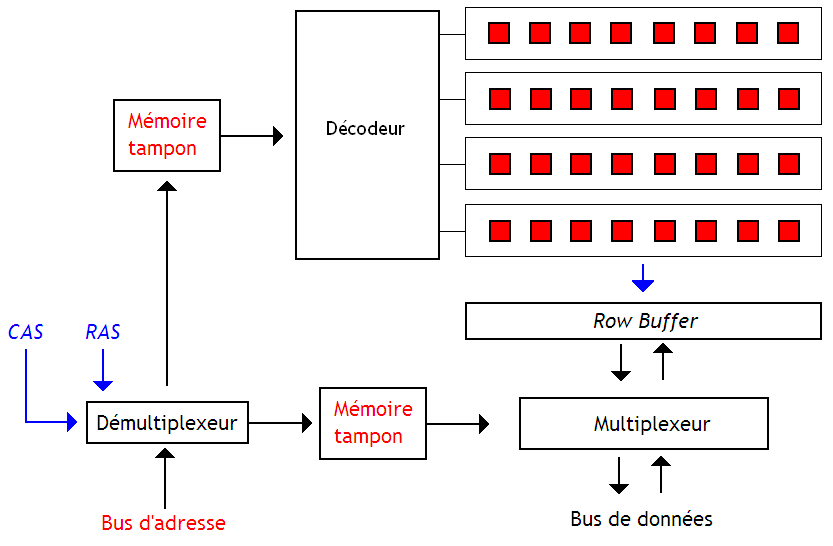 Mémoire
tampon
Décodeur
Row Buffer
CAS
RAS
Démultiplexeur
Mémoire
tampon
Multiplexeur
Bus d'adresse
Bus de données